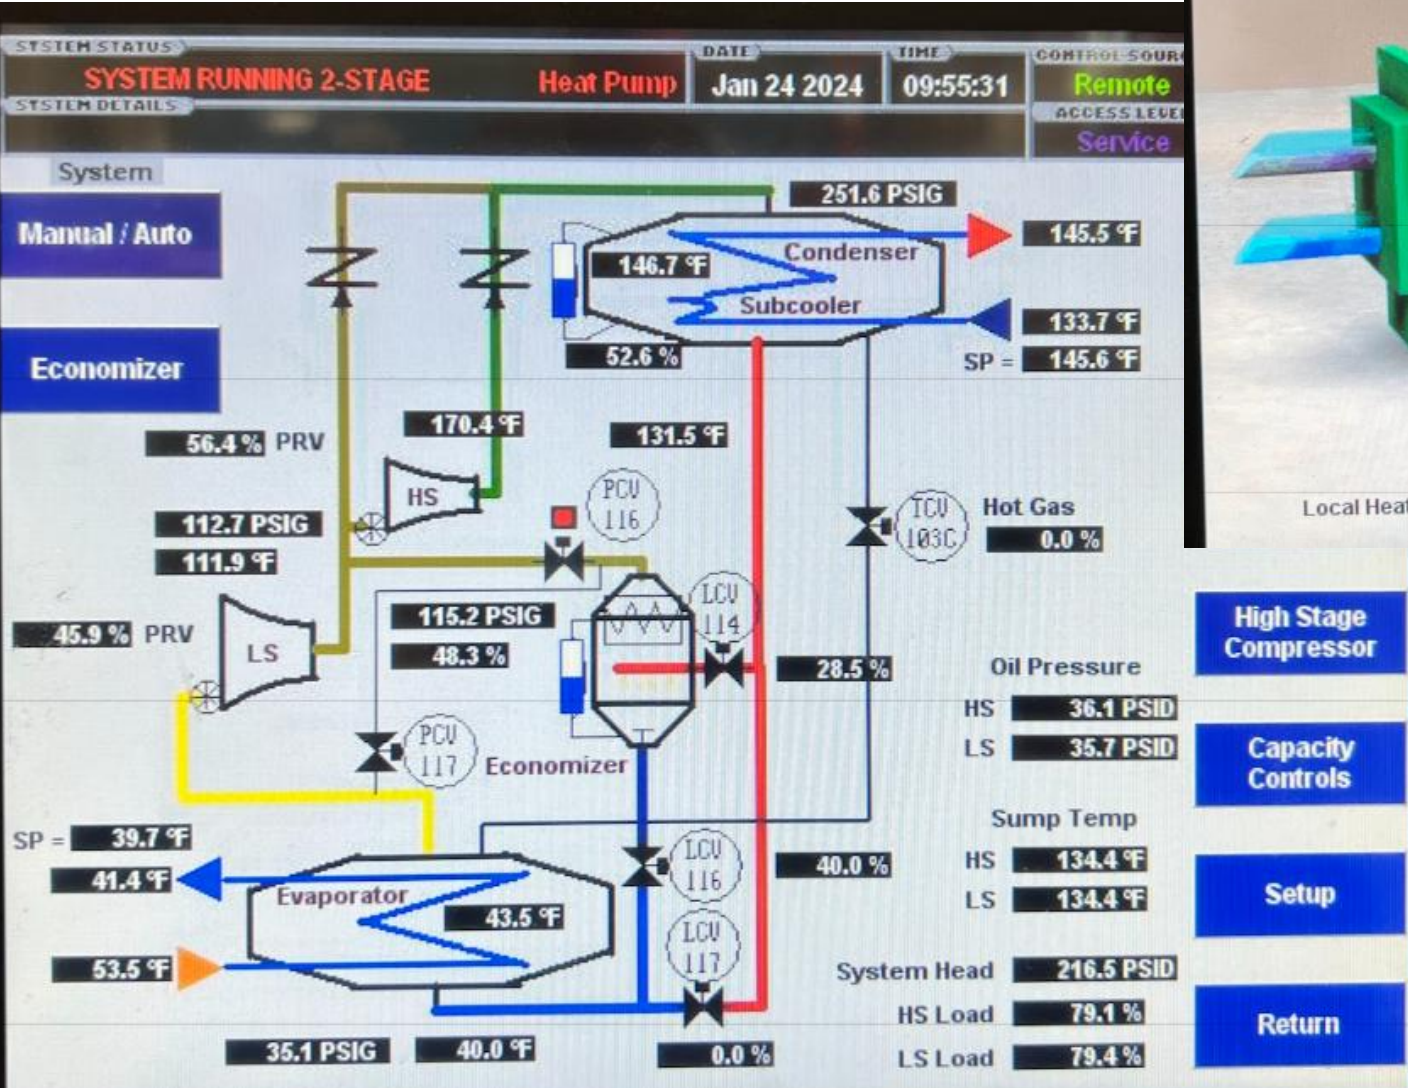 SYSTEM STATUS
DATE
TIME
SYSTEM RUNNING 2-STAGE Heat Pump
Jan 24 2024
09:55:31
Remote
SYSTEM DETAILS
Service
System
Manual / Auto
Economizer
251.6 PSIG
145.5 °F
Condenser
146.7 °F
Subcooler
133.7 °F
52.6 %
SP = 145.6 °F
170.4 °F
131.5 °F
56.4 % PRV
HS
PCV
116
112.7 PSIG
111.9 °F
TCV
103C
Hot Gas
0.0 %
Local
115.2 PSIG
48.3 %
LCV
114
45.9 % PRV
LS
28.5 %
PCV
117
Economizer
Oil Pressure
HS 36.1 PSID
LS 35.7 PSID
High Stage
Compressor
Capacity
Controls
Sump Temp
HS 134.4 °F
LS 134.4 °F
Setup
SP = 39.7 °F
41.4 °F
Evaporator
43.5 °F
53.5 °F
LCV
116
40.0 %
LCV
117
System Head 216.5 PSID
HS Load 79.1 %
LS Load 79.4 %
Return
35.1 PSIG
40.0 °F
0.0 %